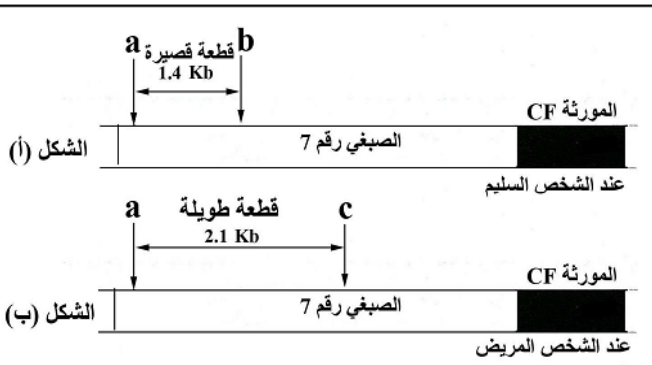 a قطعة قصيرة b
1.4 Kb
المورثة CF
الشكل (أ)
الصبغي رقم 7
عند الشخص السليم
a قطعة طويلة c
2.1 Kb
المورثة CF
الشكل (ب)
الصبغي رقم 7
عند الشخص المريض